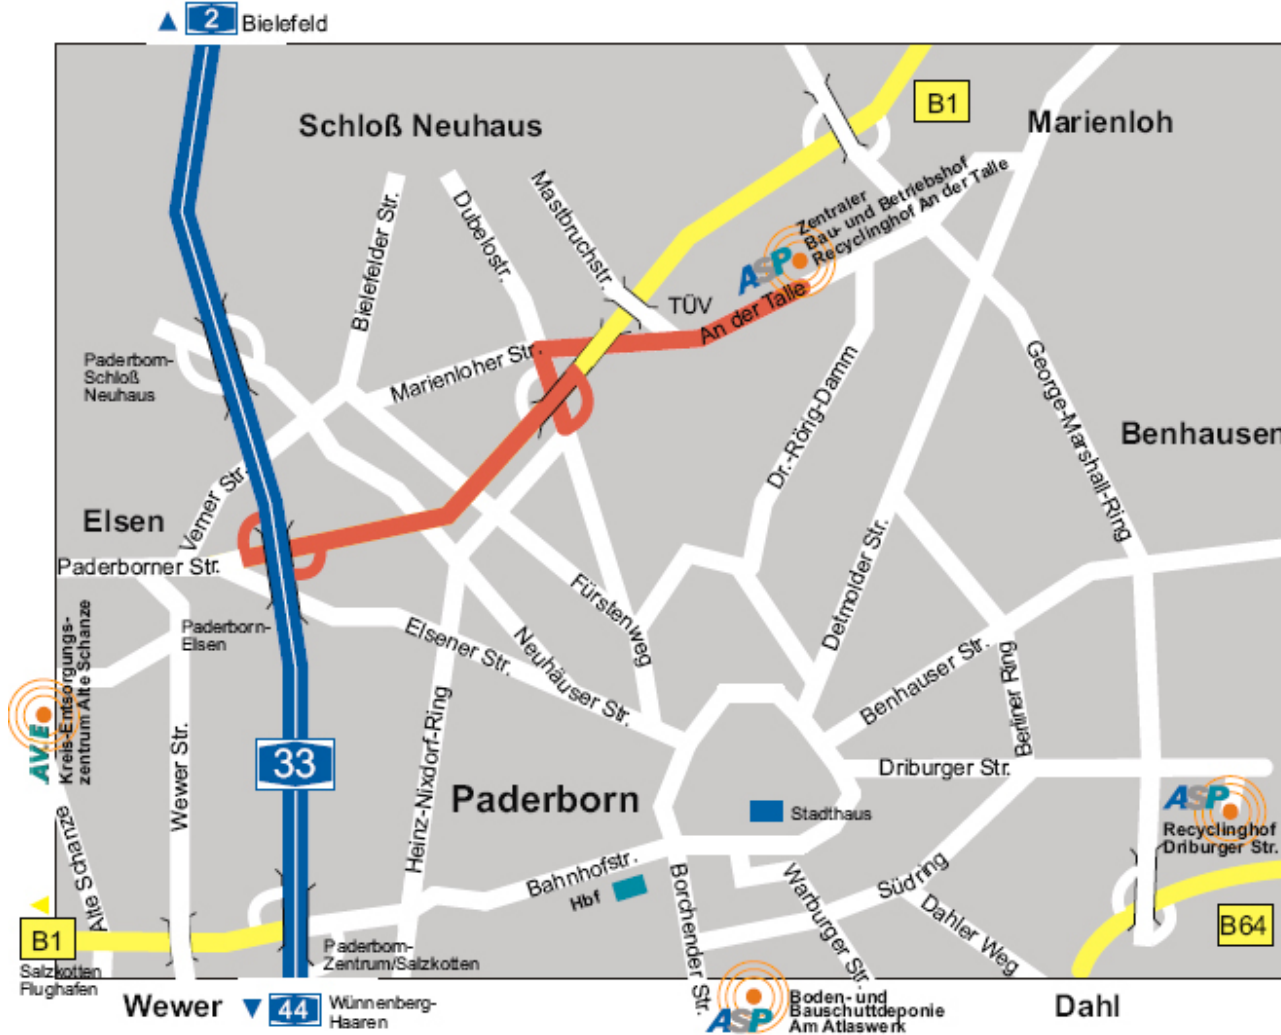 2 Bielefeld
B1
Schloß Neuhaus
Marienloh
Zentraler
Bau- und Betriebshof
Recyclinghof An der Talle
ASP
Mastbruchstr.
Dubelostr.
Bielefelder Str.
TÜV
An der Talle
Marienloher Str.
Paderborn-
Schloß
Neuhaus
Dr.-Rörig-Damm
George-Marshall-Ring
Benhausen
Verner Str.
Elsen
Paderborner Str.
Detmolder Str.
Fürstenweg
Paderborn-
Elsen
Elsener Str.
Neuhäuser Str.
Benhauser Str.
Berliner Ring
AV.E
Kreis-Entsorgungs-
zentrum Alte Schanze
Wewer Str.
33
Heinz-Nixdorf-Ring
Paderborn
Stadthaus
Driburger Str.
ASP
Recyclinghof
Driburger Str.
Alte Schanze
Bahnhofstr.
Hbf
Borchender Str.
Warburger Str.
Südring
Dahler Weg
B64
B1
Salzkotten
Flughafen
Paderborn-
Zentrum/Salzkotten
Wewer
44
Wünnenberg-
Haaren
ASP
Boden- und
Bauschuttdeponie
Am Atlaswerk
Dahl